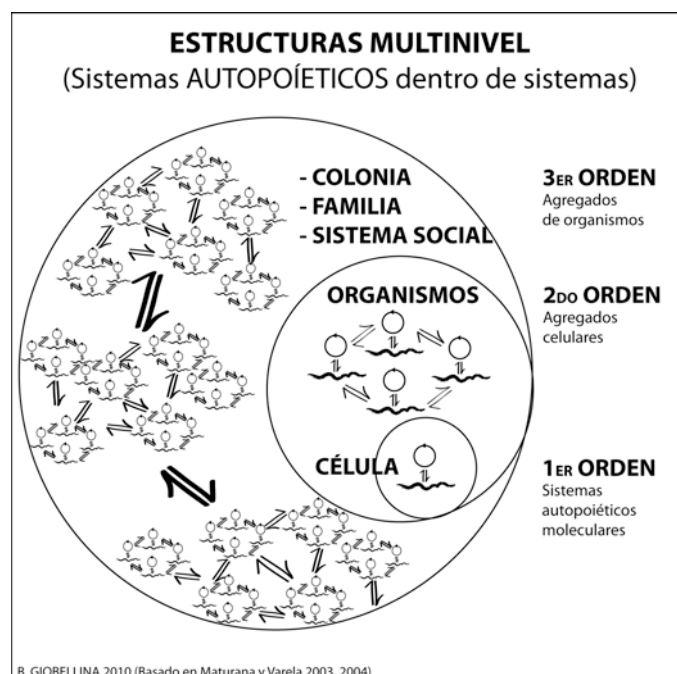 ESTRUCTURAS MULTINIVEL
(Sistemas AUTOPOÍETICOS dentro de sistemas)
- COLONIA
- FAMILIA
- SISTEMA SOCIAL
3ER ORDEN
Agregados
de organismos
ORGANISMOS
2DO ORDEN
Agregados
celulares
CÉLULA
1ER ORDEN
Sistemas
autopoiéticos
moleculares
B. GIOBELLINA 2010 (Basado en Maturana y Varela 2003, 2004)